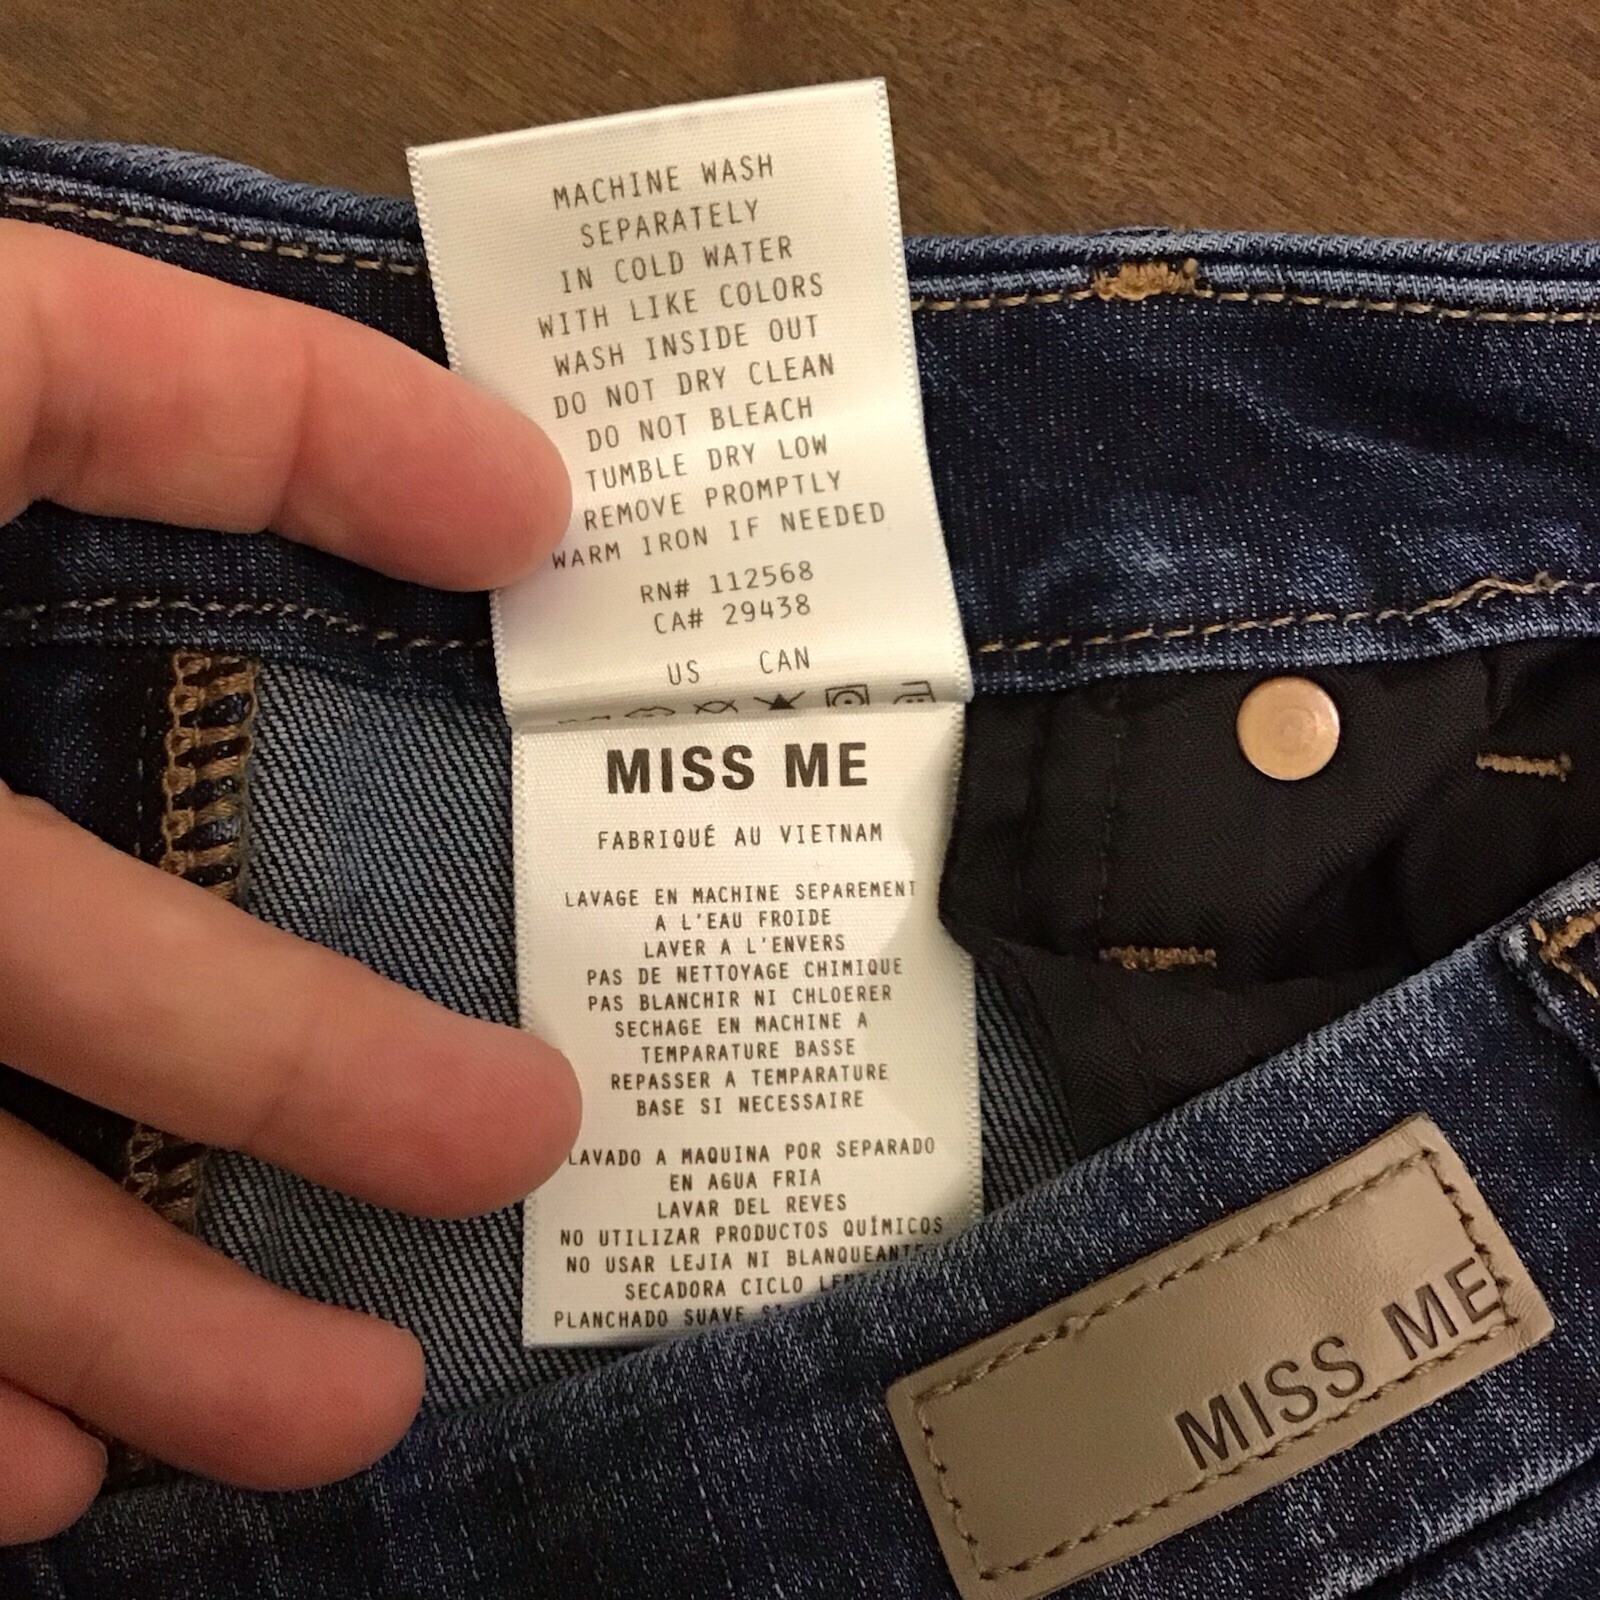 MACHINE WASH
SEPARATELY
IN COLD WATER
WITH LIKE COLORS
WASH INSIDE OUT
DO NOT DRY CLEAN
DO NOT BLEACH
TUMBLE DRY LOW
REMOVE PROMPTLY
WARM IRON IF NEEDED
RN# 112568
CA# 29438
US CAN
MISS ME
FABRIQUÉ AU VIETNAM
LAVAGE EN MACHINE SEPAREMENT
A L'EAU FROIDE
LAVER A L'ENVERS
PAS DE NETTOYAGE CHIMIQUE
PAS BLANCHIR NI CHLOERER
SECHAGE EN MACHINE A
TEMPARATURE BASSE
REPASSER A TEMPARATURE
BASE SI NECESSAIRE
LAVADO A MAQUINA POR SEPARADO
EN AGUA FRIA
LAVAR DEL REVES
NO UTILIZAR PRODUCTOS QUÍMICOS
NO USAR LEJIA NI
SECADORA CICLO
PLANCHADO SUAVE
MISS ME